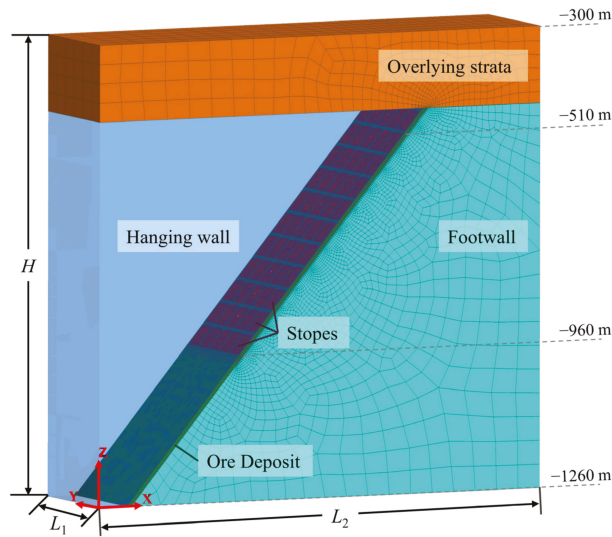 −300 m
Overlying strata
−510 m
Hanging wall
Footwall
H
Stopes
−960 m
Ore Deposit
Z
Y
X
−1260 m
L1
L2